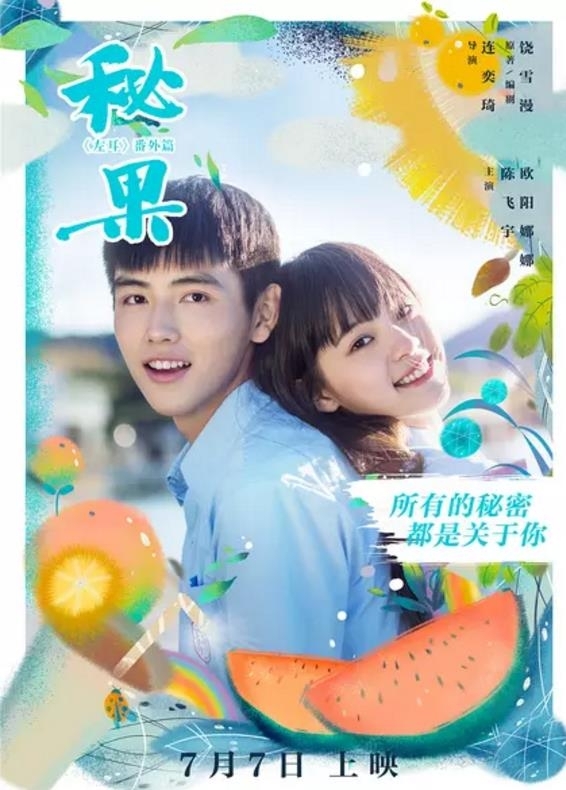 饶雪漫
原著/编剧
连奕琦
导演
欧阳娜娜
陈飞宇
主演
秘
《左耳》番外篇
果
所有的秘密
都是关于你
7月7日 上映